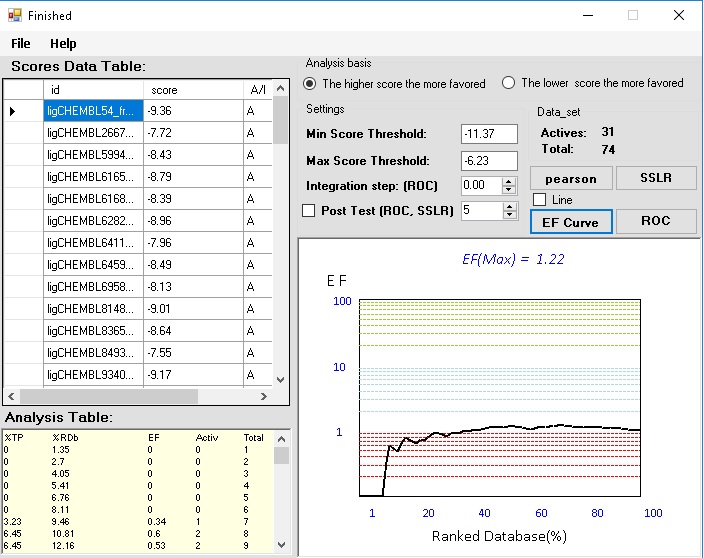 Finished
File Help
Scores Data Table:
id score A/I
ligCHEMBL54_fr... -9.36 A
ligCHEMBL2667... -7.72 A
ligCHEMBL5994... -8.43 A
ligCHEMBL6165... -8.79 A
ligCHEMBL6168... -8.39 A
ligCHEMBL6282... -8.96 A
ligCHEMBL6411... -7.96 A
ligCHEMBL6459... -8.49 A
ligCHEMBL6958... -8.13 A
ligCHEMBL8148... -9.01 A
ligCHEMBL8365... -8.64 A
ligCHEMBL8493... -7.55 A
ligCHEMBL9340... -9.17 A
Analysis Table:
%TP %RDb EF Activ Total
0 1.35 0 0 1
0 2.7 0 0 2
0 4.05 0 0 3
0 5.41 0 0 4
0 6.76 0 0 5
0 8.11 0 0 6
3.23 9.46 0.34 1 7
6.45 10.81 0.6 2 8
6.45 12.16 0.53 2 9
Analysis basis
The higher score the more favored The lower score the more favored
Settings
Min Score Threshold: -11.37
Max Score Threshold: -6.23
Integration step: (ROC) 0.00
Post Test (ROC, SSLR) 5
Data_set
Actives: 31
Total: 74
pearson SSLR
Line
EF Curve ROC
EF(Max) = 1.22
EF
100
10
1
1 20 40 60 80 100
Ranked Database(%)